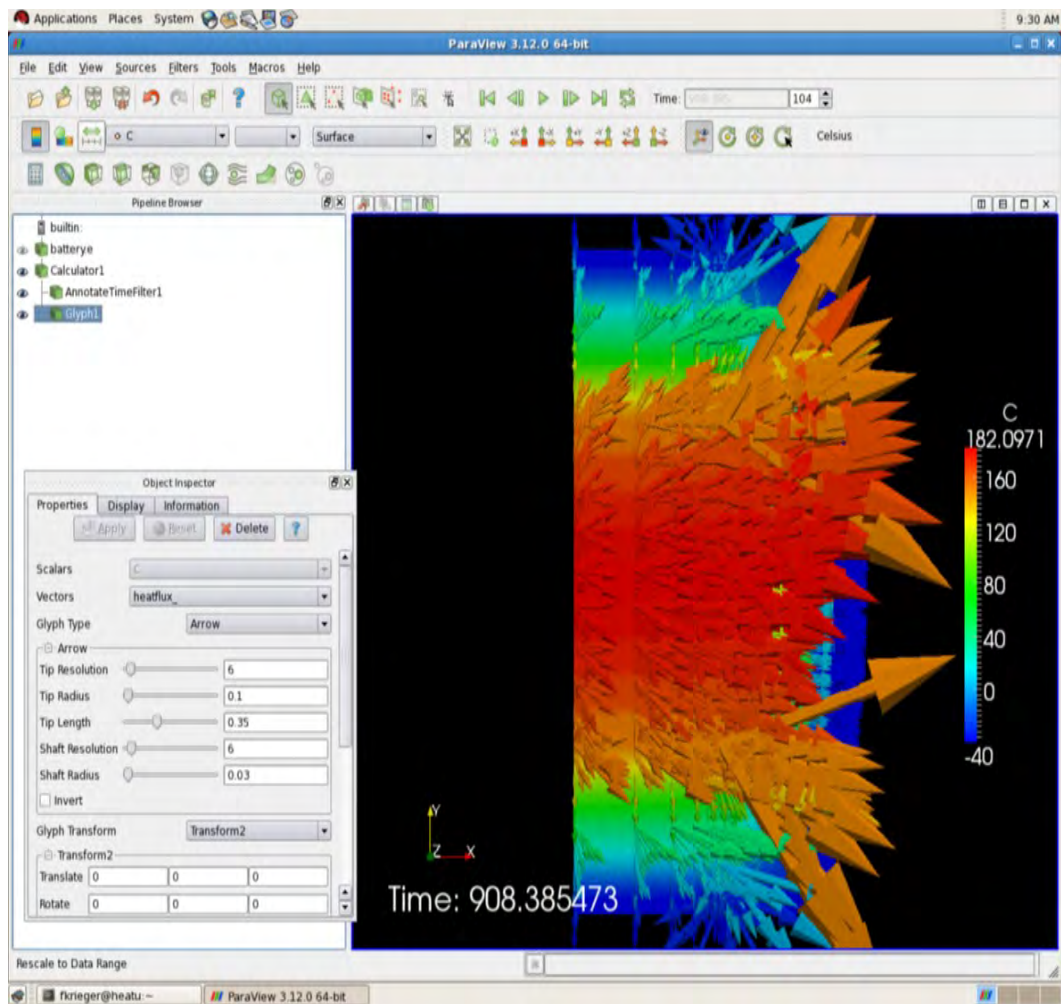 Applications Places System 9:30 AM
ParaView 3.12.0 64-bit
File Edit View Sources Filters Tools Macros Help
Time: 104
C Surface Celsius
Pipeline Browser
builtin:
batterye
Calculator1
AnnotateTimeFilter1
Glyph1
Object Inspector
Properties Display Information
Apply Reset Delete ?
Scalars C
Vectors heatflux_
Glyph Type Arrow
Arrow
Tip Resolution 6
Tip Radius 0.1
Tip Length 0.35
Shaft Resolution 6
Shaft Radius 0.03
Invert
Glyph Transform Transform2
Transform2
Translate 0 0 0
Rotate 0 0 0
C
182.0971
160
120
80
40
0
-40
Y
Z X
Time: 908.385473
Rescale to Data Range
fkrieger@heatu:~ ParaView 3.12.0 64-bit